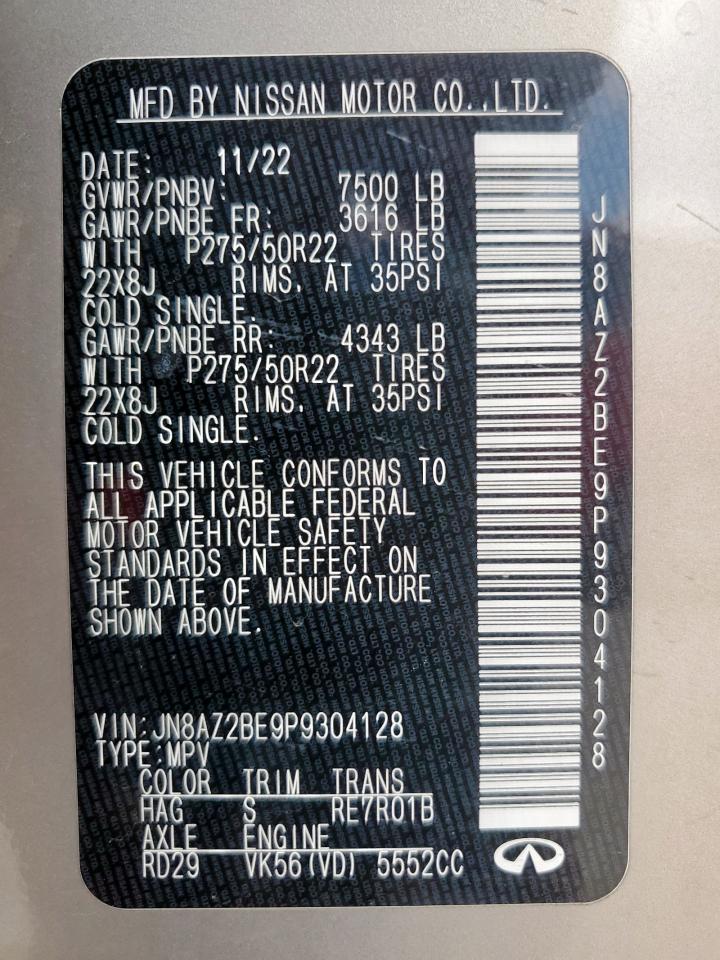 MFD BY NISSAN MOTOR CO.,LTD.
DATE: 11/22
GVWR/PNBV: 7500 LB
GAWR/PNBE FR: 3616 LB
WITH P275/50R22 TIRES
22X8J RIMS, AT 35PSI
COLD SINGLE.
GAWR/PNBE RR: 4343 LB
WITH P275/50R22 TIRES
22X8J RIMS, AT 35PSI
COLD SINGLE.
THIS VEHICLE CONFORMS TO
ALL APPLICABLE FEDERAL
MOTOR VEHICLE SAFETY
STANDARDS IN EFFECT ON
THE DATE OF MANUFACTURE
SHOWN ABOVE.
VIN:JN8AZ2BE9P9304128
TYPE:MPV
COLOR TRIM TRANS
HAG S RE7R01B
AXLE ENGINE
RD29 VK56(VD) 5552CC
JN8AZ2BE9P9304128